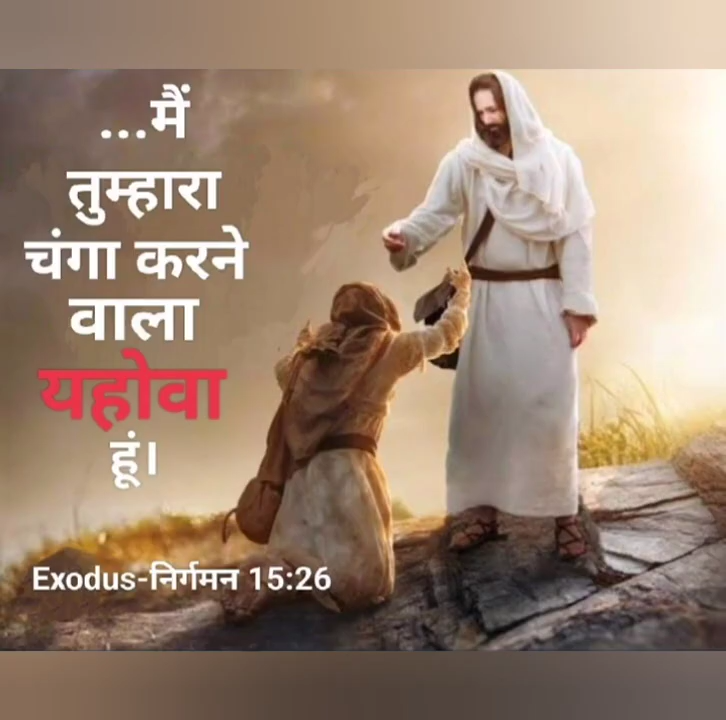 ...मैं
तुम्हारा
चंगा करने
वाला
यहोवा
हूं।
Exodus-निर्गमन 15:26